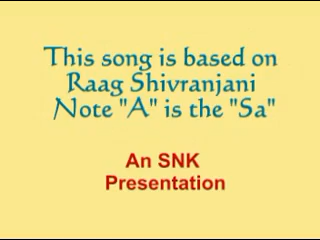 This song is based on
Raag Shivranjani
Note "A" is the "Sa"
An SNK
Presentation